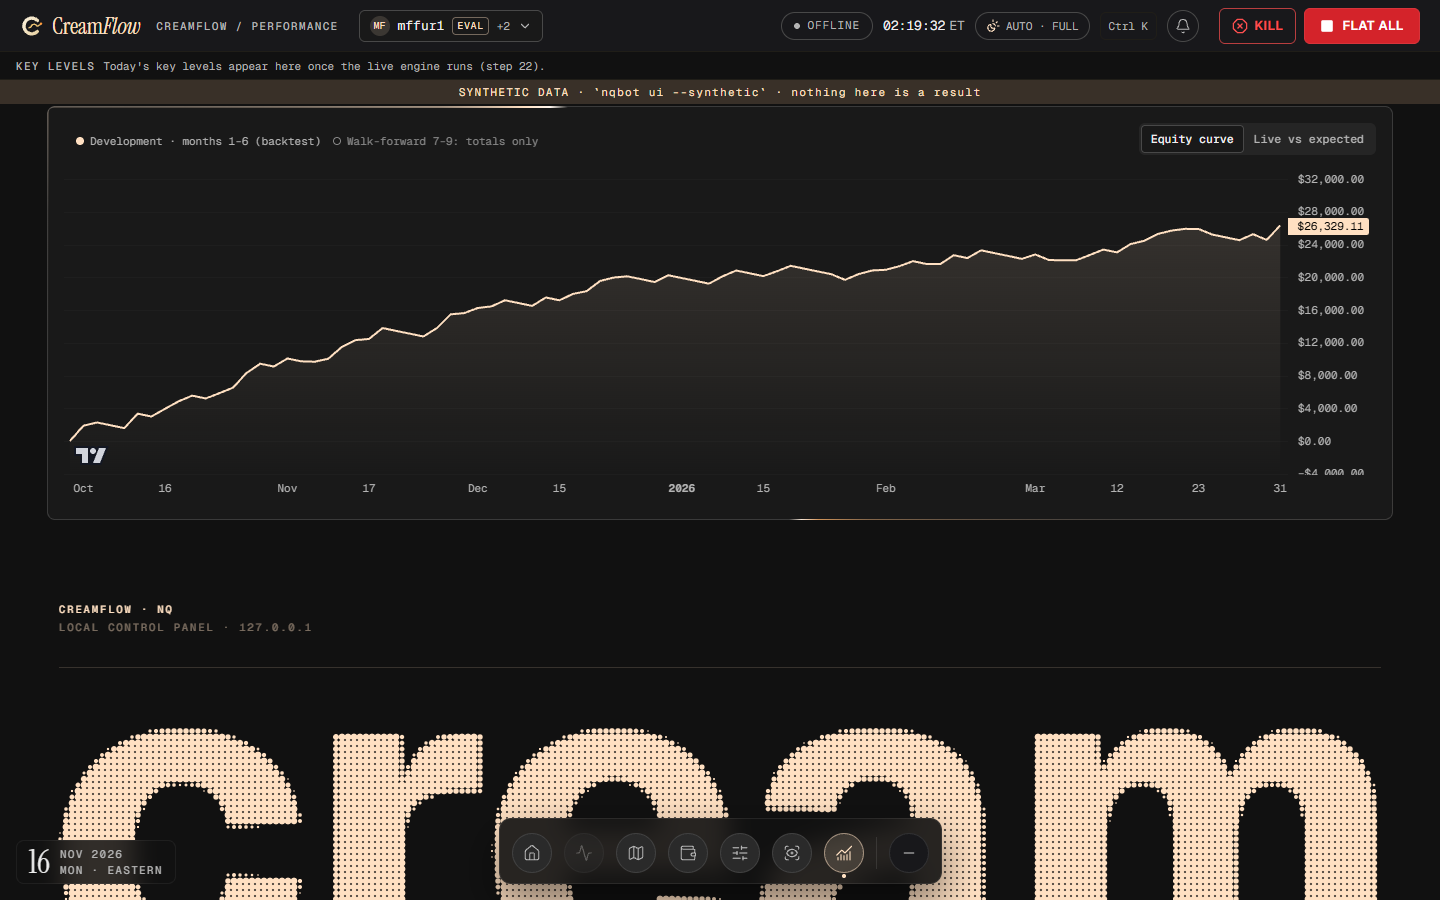 CreamFlow CREAMFLOW / PERFORMANCE MF mffur1 EVAL +2 OFFLINE 02:19:32 ET AUTO · FULL Ctrl K KILL FLAT ALL
KEY LEVELS Today's key levels appear here once the live engine runs (step 22).
SYNTHETIC DATA · `nqbot ui --synthetic` · nothing here is a result
Development · months 1-6 (backtest) Walk-forward 7-9: totals only Equity curve Live vs expected
$32,000.00
$28,000.00
$26,329.11
$24,000.00
$20,000.00
$16,000.00
$12,000.00
$8,000.00
$4,000.00
$0.00
-$4,000.00
Oct 16 Nov 17 Dec 15 2026 15 Feb Mar 12 23 31
CREAMFLOW · NQ
LOCAL CONTROL PANEL · 127.0.0.1
cream
16 NOV 2026
MON · EASTERN